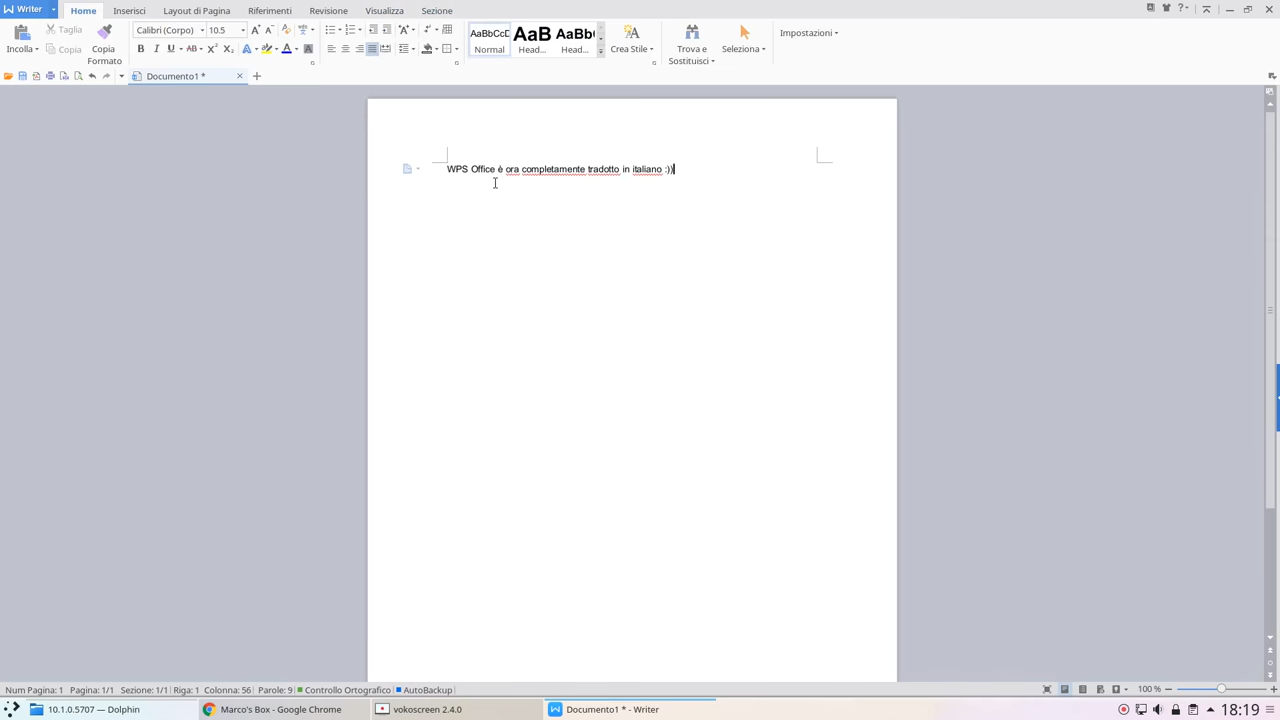 Writer
Home Inserisci Layout di Pagina Riferimenti Revisione Visualizza Sezione
Incolla
Taglia
Copia
Copia
Formato
Calibri (Corpo) 10.5
AaBbCcD
Normal
AaB
Head...
AaBb(
Head...
Crea Stile
Trova e
Sostituisci
Seleziona
Impostazioni
Documento1 *
WPS Office è ora completamente tradotto in italiano :))
Num Pagina: 1 Pagina: 1/1 Sezione: 1/1 Riga: 1 Colonna: 56 Parole: 9 Controllo Ortografico AutoBackup 100 %
10.1.0.5707 — Dolphin Marco's Box - Google Chrome vokoscreen 2.4.0 Documento1 * - Writer 18:19